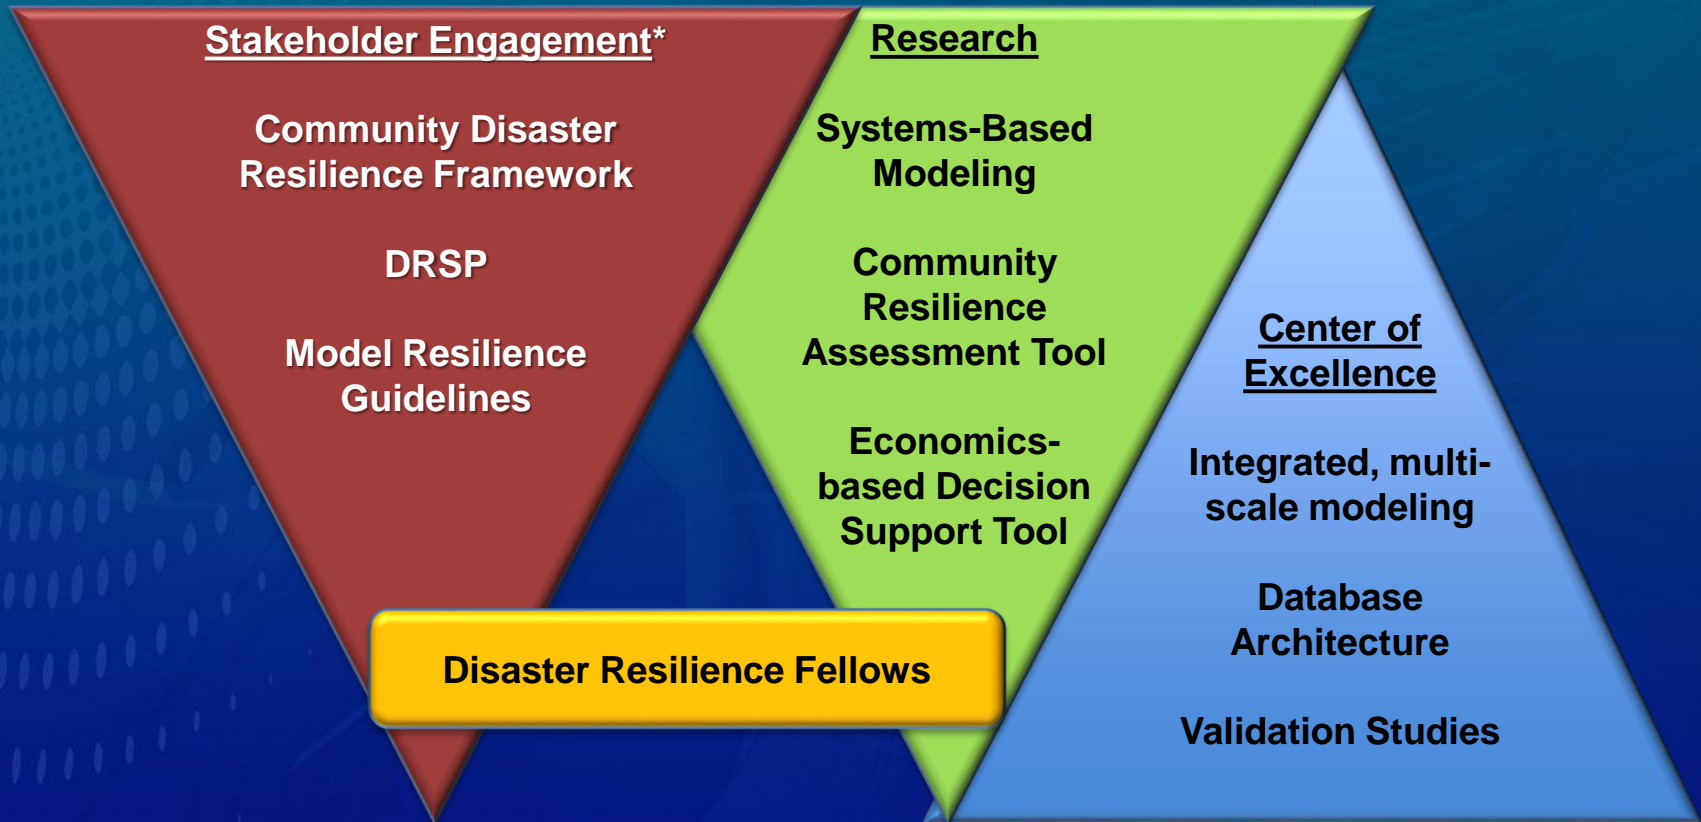 Stakeholder Engagement*
Community Disaster
Resilience Framework
DRSP
Model Resilience
Guidelines
Research
Systems-Based
Modeling
Community
Resilience
Assessment Tool
Economics-
based Decision
Support Tool
Center of
Excellence
Integrated, multi-
scale modeling
Database
Architecture
Validation Studies
Disaster Resilience Fellows